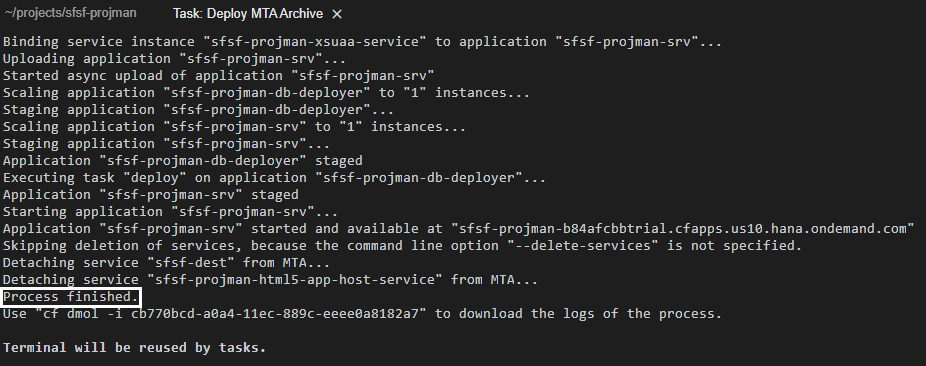 ~/projects/sfsf-projman Task: Deploy MTA Archive ×
Binding service instance "sfsf-projman-xsuaa-service" to application "sfsf-projman-srv"...
Uploading application "sfsf-projman-srv"...
Started async upload of application "sfsf-projman-srv"
Scaling application "sfsf-projman-db-deployer" to "1" instances...
Staging application "sfsf-projman-db-deployer"...
Scaling application "sfsf-projman-srv" to "1" instances...
Staging application "sfsf-projman-srv"...
Application "sfsf-projman-db-deployer" staged
Executing task "deploy" on application "sfsf-projman-db-deployer"...
Application "sfsf-projman-srv" staged
Starting application "sfsf-projman-srv"...
Application "sfsf-projman-srv" started and available at "sfsf-projman-b84afcbbtrial.cfapps.us10.hana.ondemand.com"
Skipping deletion of services, because the command line option "--delete-services" is not specified.
Detaching service "sfsf-dest" from MTA...
Detaching service "sfsf-projman-html5-app-host-service" from MTA...
Process finished.
Use "cf dmol -i cb770bcd-a0a4-11ec-889c-eeee0a8182a7" to download the logs of the process.
Terminal will be reused by tasks.